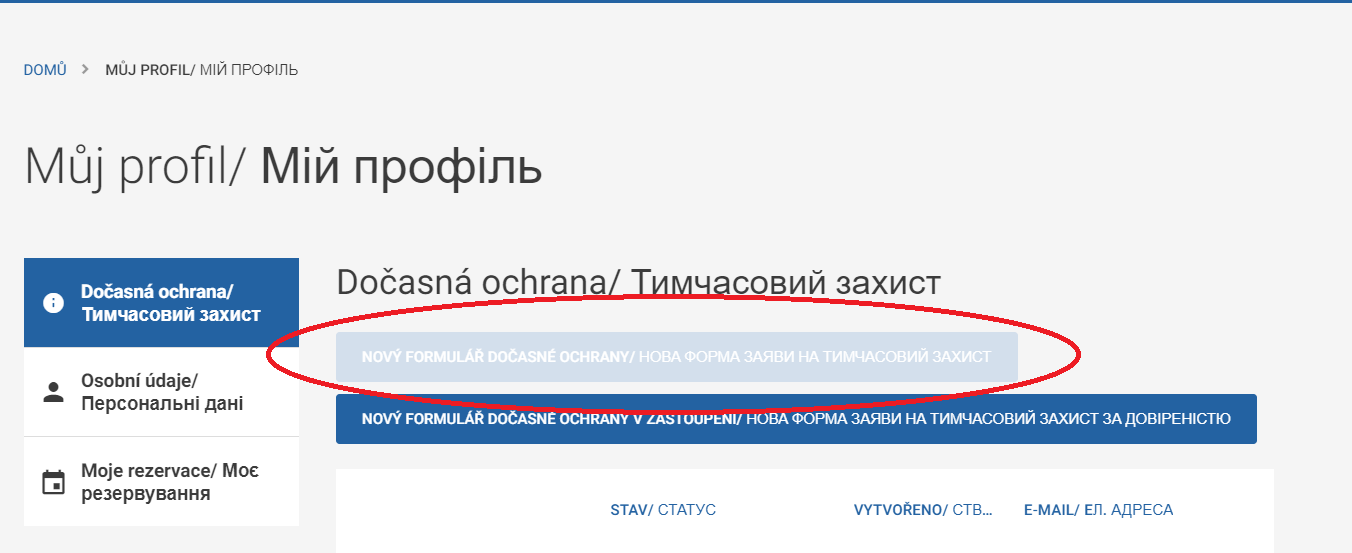 DOMŮ > MŮJ PROFIL/ МІЙ ПРОФІЛЬ
Můj profil/ Мій профіль
Dočasná ochrana/
Тимчасовий захист
Osobní údaje/
Персональні дані
Moje rezervace/ Моє
резервування
Dočasná ochrana/ Тимчасовий захист
NOVÝ FORMULÁŘ DOČASNÉ OCHRANY/ НОВА ФОРМА ЗАЯВИ НА ТИМЧАСОВИЙ ЗАХИСТ
NOVÝ FORMULÁŘ DOČASNÉ OCHRANY V ZASTOUPENÍ/ НОВА ФОРМА ЗАЯВИ НА ТИМЧАСОВИЙ ЗАХИСТ ЗА ДОВІРЕНІСТЮ
STAV/ СТАТУС VYTVOŘENO/ СТВ... E-MAIL/ ЕЛ. АДРЕСА